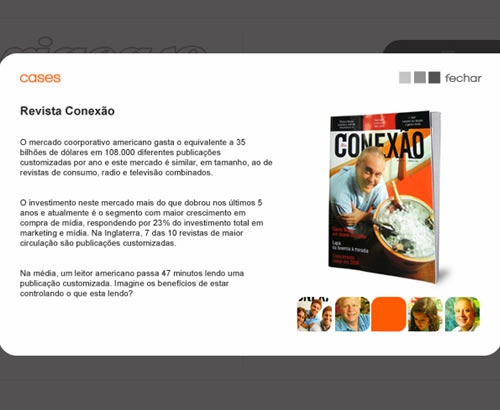 cases
fechar
Revista Conexão
O mercado coorporativo americano gasta o equivalente a 35
bilhões de dólares em 108.000 diferentes publicações
customizadas por ano e este mercado é similar, em tamanho, ao de
revistas de consumo, radio e televisão combinados.
O investimento neste mercado mais do que dobrou nos últimos 5
anos e atualmente é o segmento com maior crescimento em
compra de mídia, respondendo por 23% do investimento total em
marketing e mídia. Na Inglaterra, 7 das 10 revistas de maior
circulação são publicações customizadas.
Na média, um leitor americano passa 47 minutos lendo uma
publicação customizada. Imagine os benefícios de estar
controlando o que esta lendo?
CONEXÃO
Lapa